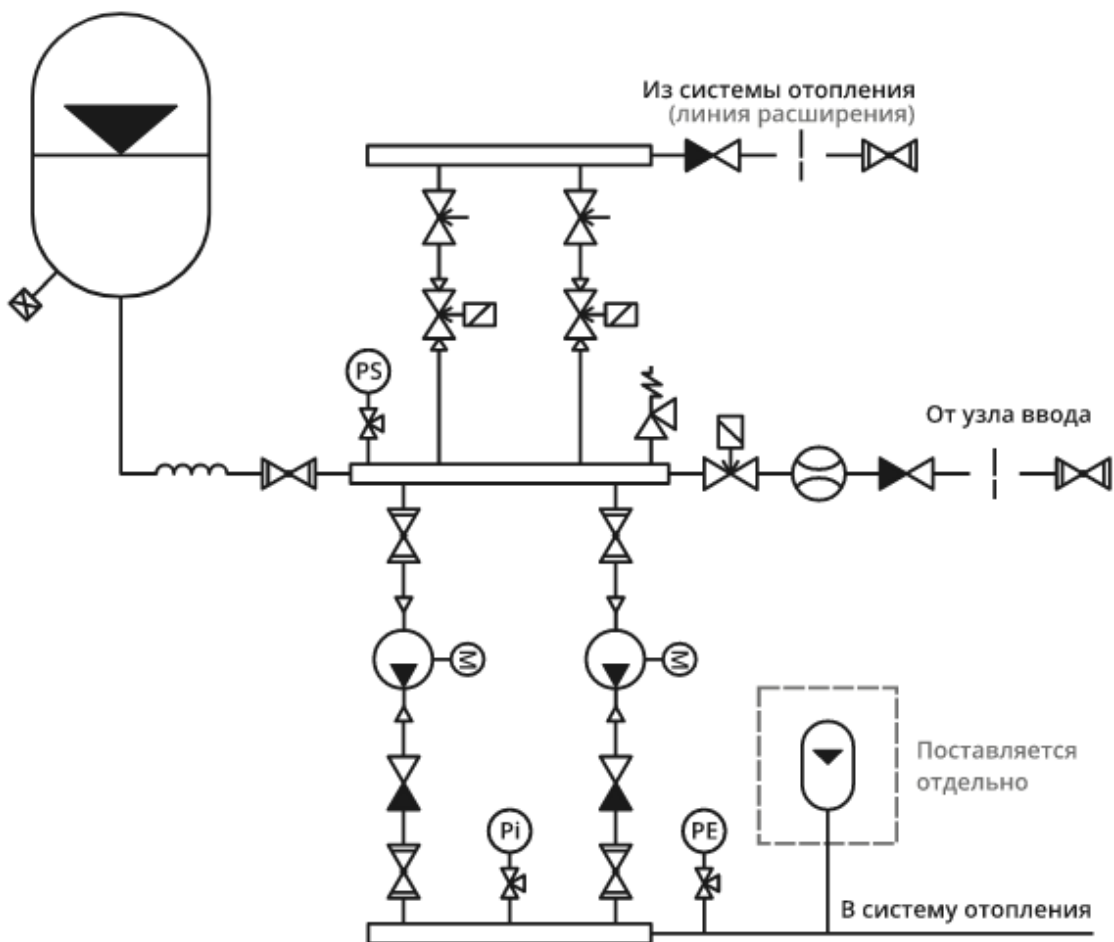 Из системы отопления
(линия расширения)
PS
От узла ввода
M
M
Поставляется
отдельно
Pi
PE
В систему отопления